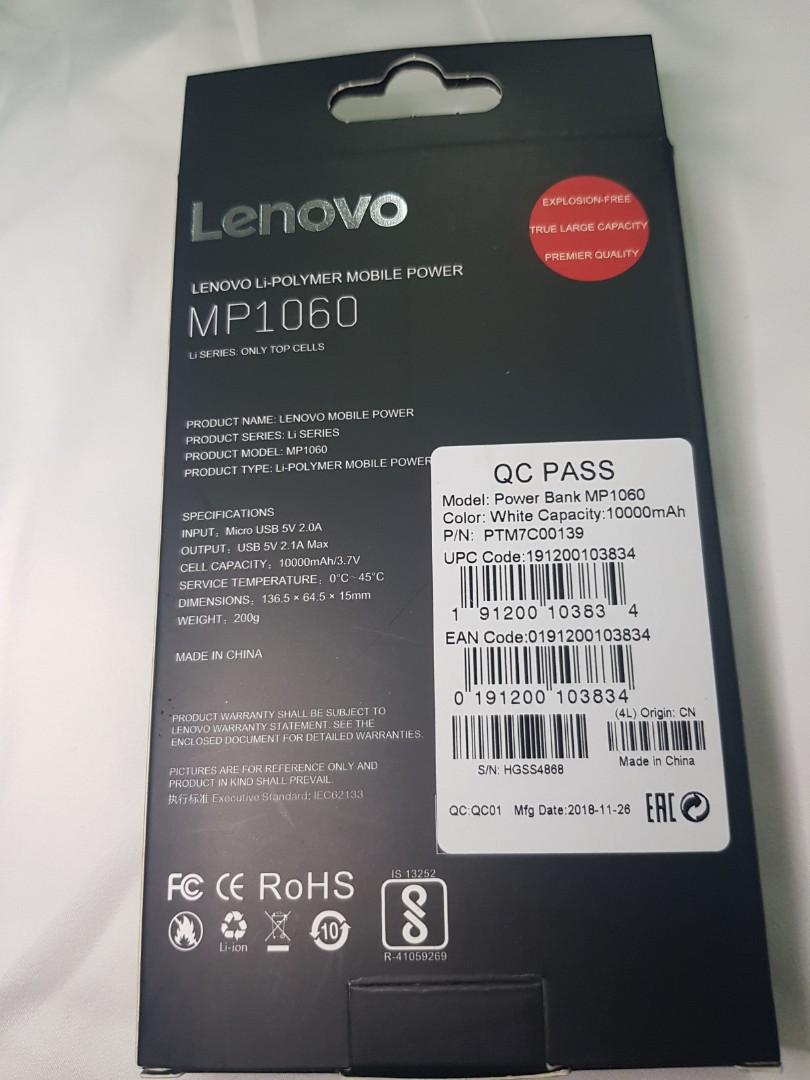 Lenovo
EXPLOSION-FREE
TRUE LARGE CAPACITY
PREMIER QUALITY
LENOVO Li-POLYMER MOBILE POWER
MP1060
Li SERIES. ONLY TOP CELLS
PRODUCT NAME: LENOVO MOBILE POWER
PRODUCT SERIES: Li SERIES
PRODUCT MODEL: MP1060
PRODUCT TYPE: Li-POLYMER MOBILE POWER
SPECIFICATIONS
INPUT: Micro USB 5V 2.0A
OUTPUT: USB 5V 2.1A Max
CELL CAPACITY: 10000mAh/3.7V
SERVICE TEMPERATURE: 0°C~45°C
DIMENSIONS: 136.5 × 64.5 × 15mm
WEIGHT: 200g
MADE IN CHINA
PRODUCT WARRANTY SHALL BE SUBJECT TO
LENOVO WARRANTY STATEMENT. SEE THE
ENCLOSED DOCUMENT FOR DETAILED WARRANTIES.
PICTURES ARE FOR REFERENCE ONLY AND
PRODUCT IN KIND SHALL PREVAIL.
执行标准 Executive Standard: IEC62133
QC PASS
Model: Power Bank MP1060
Color: White Capacity:10000mAh
P/N: PTM7C00139
UPC Code:191200103834
1 91200 10383 4
EAN Code:0191200103834
0 191200 103834
(4L) Origin: CN
S/N: HGSS4868
Made in China
QC:QC01 Mfg Date:2018-11-26 EAC
FC CE RoHS
Li-ion
10
IS 13252
R-41059269